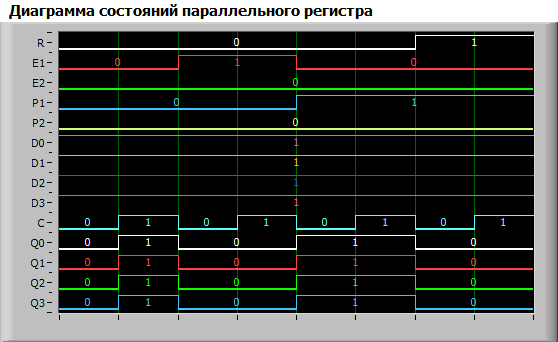 Диаграмма состояний параллельного регистра
R 0 1
E1 0 1 0
E2 0
P1 0 1
P2 0
D0 1
D1 1
D2 1
D3 1
C 0 1 0 1 0 1 0 1
Q0 0 1 0 1 0
Q1 0 1 0 1 0
Q2 0 1 0 1 0
Q3 0 1 0 1 0